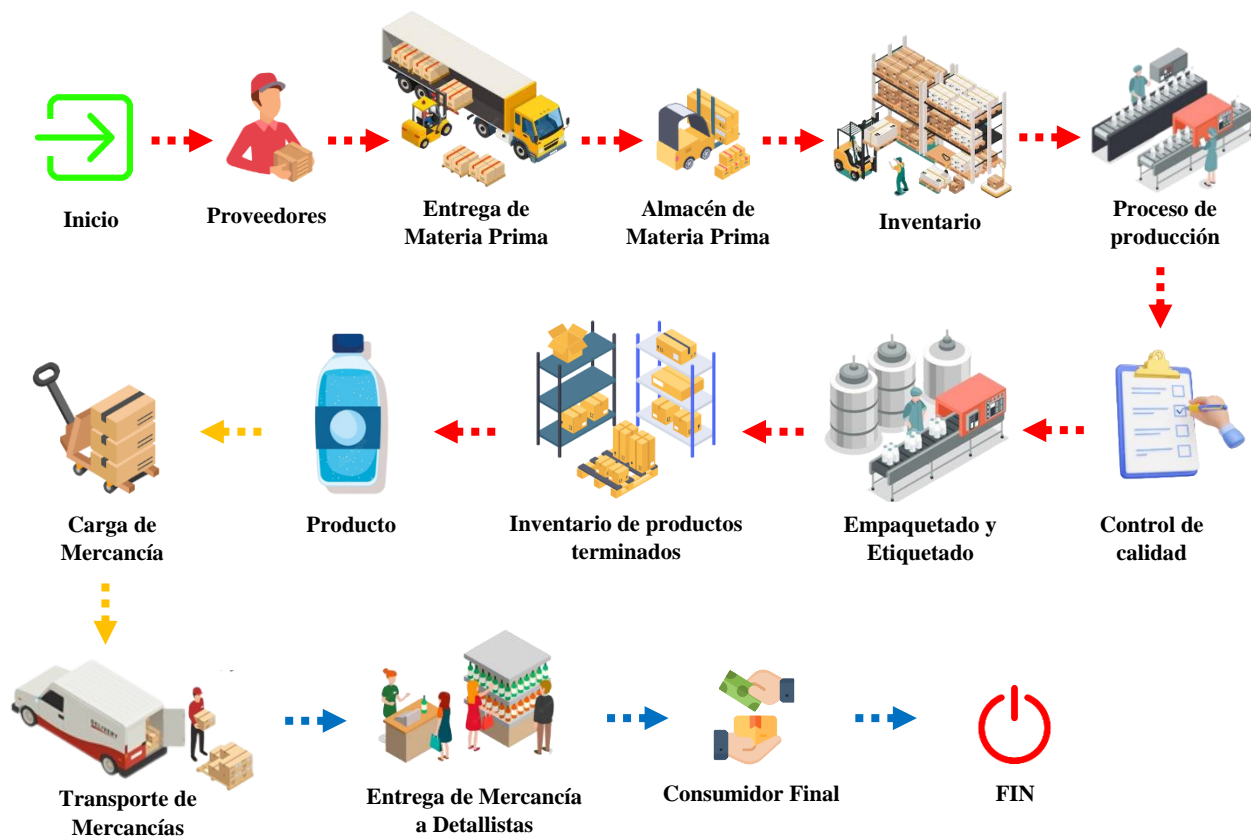 Inicio
Proveedores
Entrega de
Materia Prima
Almacén de
Materia Prima
Inventario
Proceso de
producción
Carga de
Mercancía
Producto
Inventario de productos
terminados
Empaquetado y
Etiquetado
Control de
calidad
DELIVERY
Transporte de
Mercancías
Entrega de Mercancía
a Detallistas
Consumidor Final
FIN